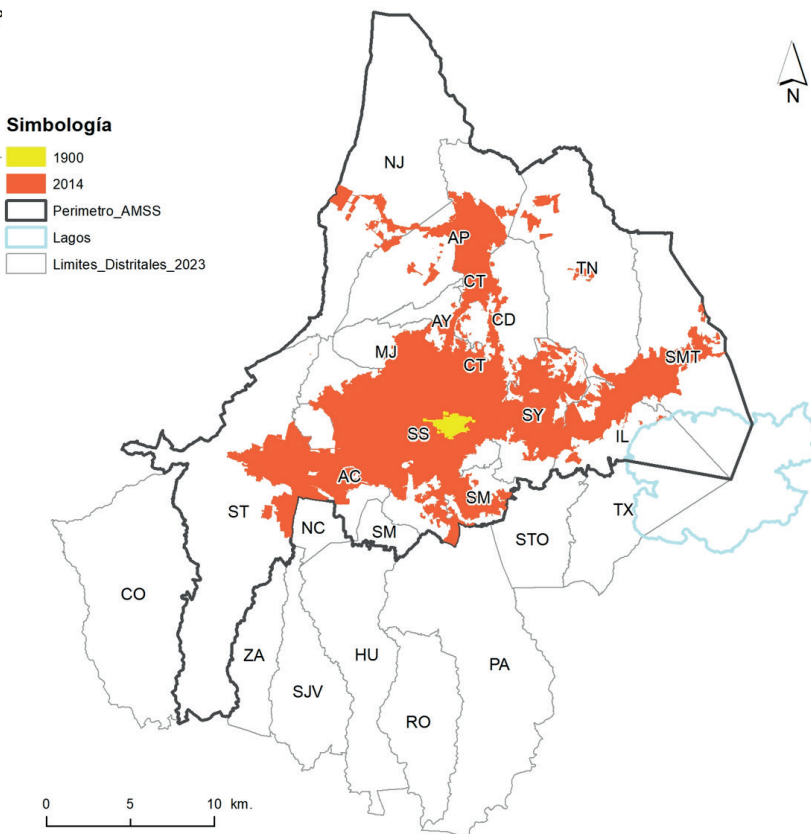 N
Simbología
1900
2014
Perimetro_AMSS
Lagos
Limites_Distritales_2023
NJ
AP
TN
CT
AY
CD
MJ
CT
SMT
SY
SS
IL
AC
SM
ST
NC
SM
STO
TX
CO
ZA
HU
PA
SJV
RO
0 5 10 km.